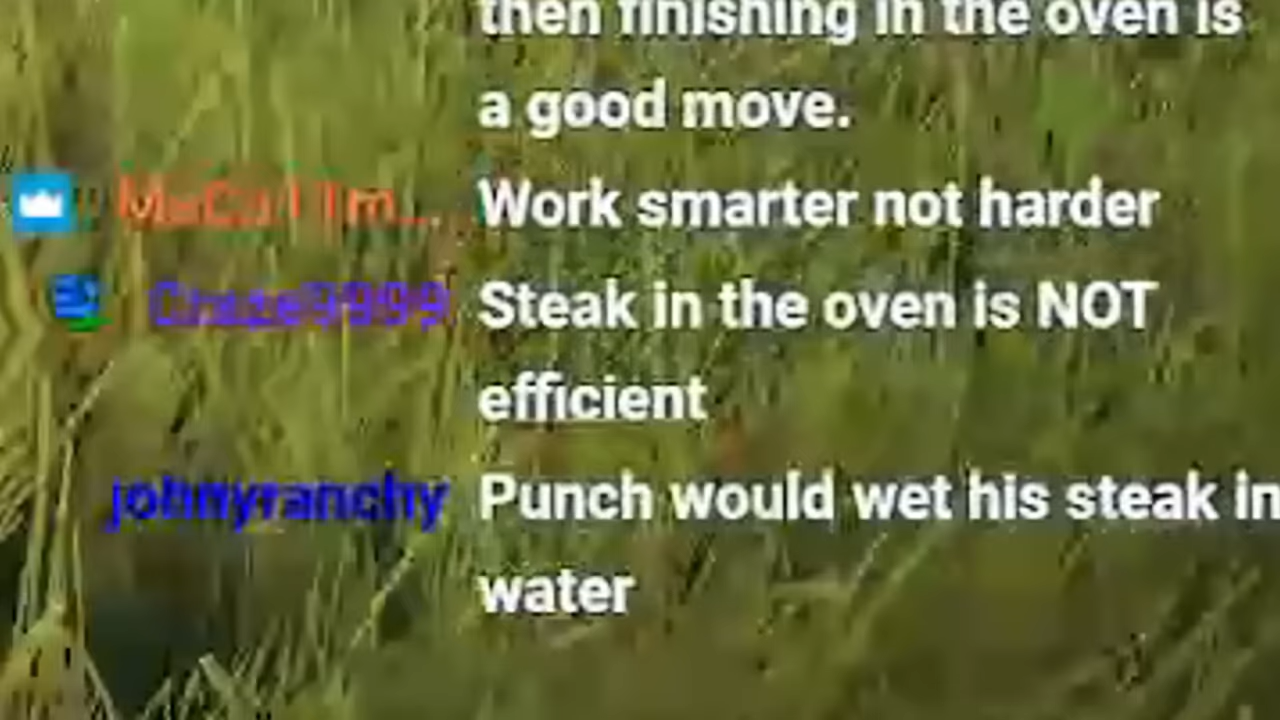 then finishing in the oven is
a good move.
Work smarter not harder
Craze9999 Steak in the oven is NOT
efficient
johnyranchy Punch would wet his steak in
water